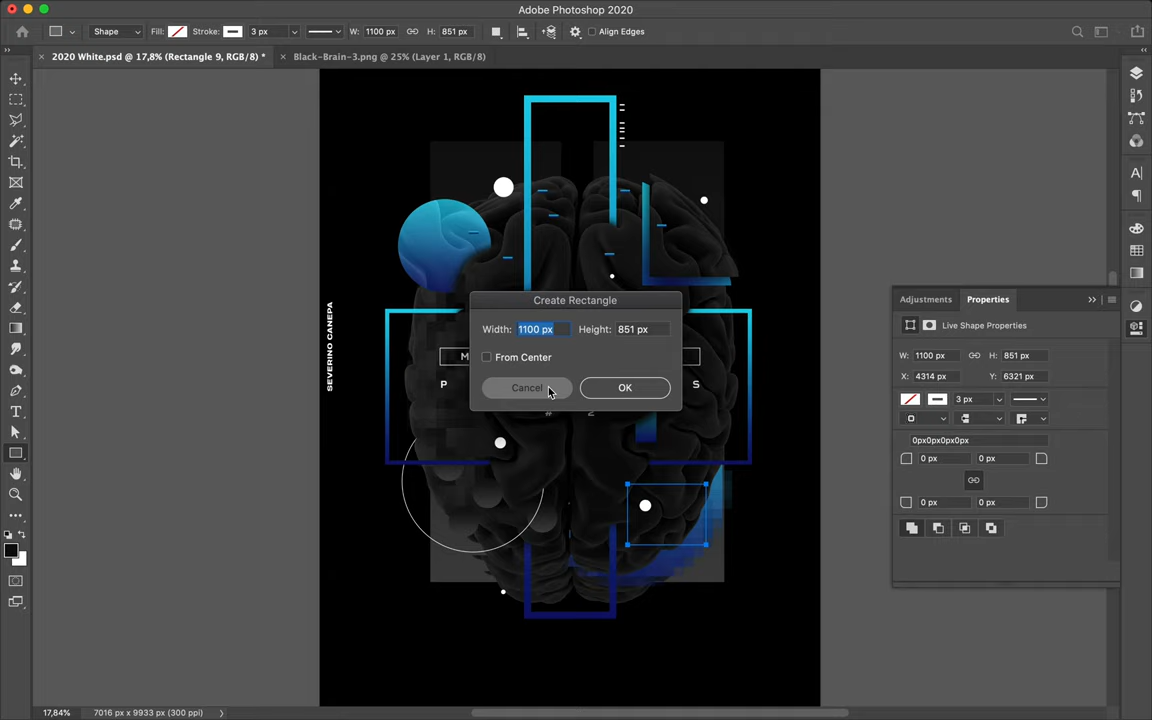 Adobe Photoshop 2020
Shape Fill: Stroke: 3 px W: 1100 px H: 851 px Align Edges
2020 White.psd @ 17,8% (Rectangle 9, RGB/8) * Black-Brain-3.png @ 25% (Layer 1, RGB/8)
SEVERINO CANEPA
M
P
S
# 2
Create Rectangle
Width: 1100 px Height: 851 px
From Center
Cancel OK
Adjustments Properties
Live Shape Properties
W: 1100 px H: 851 px
X: 4314 px Y: 6321 px
3 px
0px0px0px0px
0 px 0 px
0 px 0 px
17,84% 7016 px x 9933 px (300 ppi)